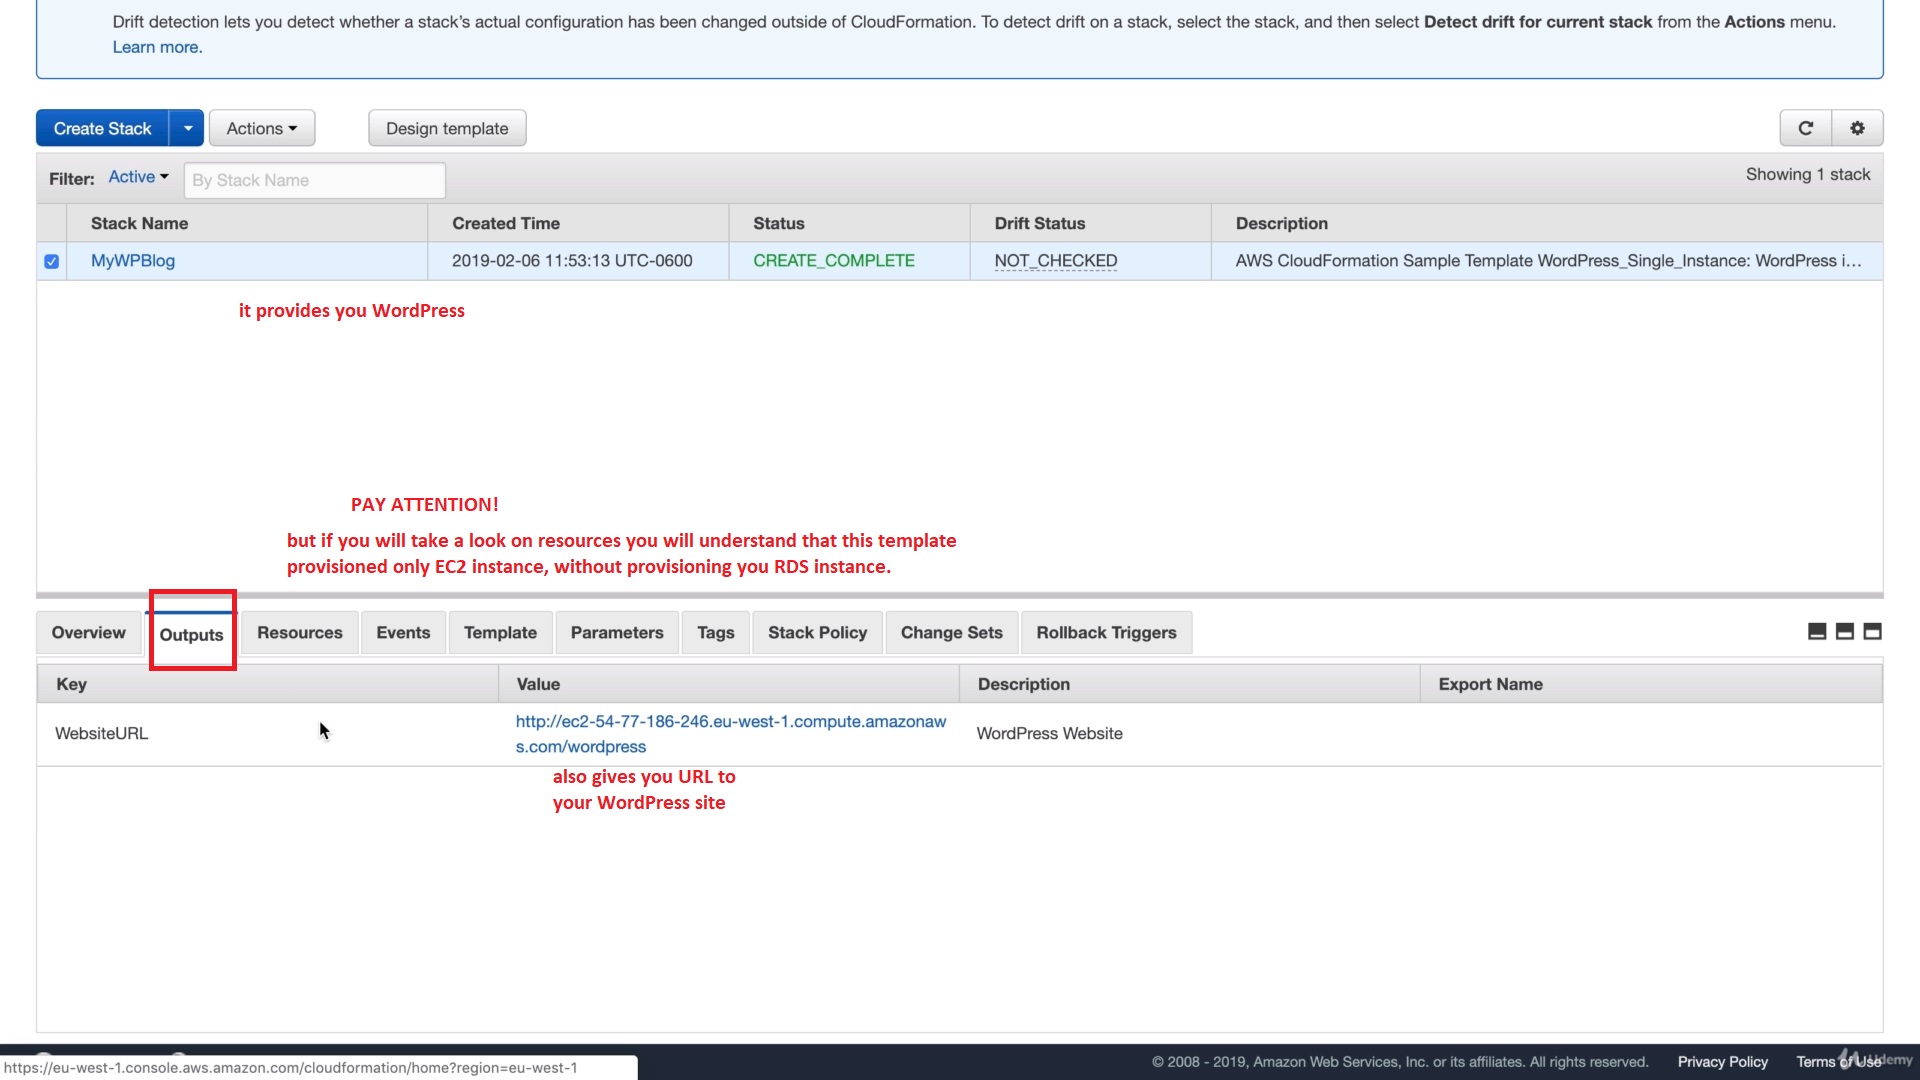 Drift detection lets you detect whether a stack's actual configuration has been changed outside of CloudFormation. To detect drift on a stack, select the stack, and then select Detect drift for current stack from the Actions menu.
Learn more.
Create Stack Actions Design template
Filter: Active By Stack Name Showing 1 stack
Stack Name Created Time Status Drift Status Description
MyWPBlog 2019-02-06 11:53:13 UTC-0600 CREATE_COMPLETE NOT_CHECKED AWS CloudFormation Sample Template WordPress_Single_Instance: WordPress i…
it provides you WordPress
PAY ATTENTION!
but if you will take a look on resources you will understand that this template
provisioned only EC2 instance, without provisioning you RDS instance.
Overview Outputs Resources Events Template Parameters Tags Stack Policy Change Sets Rollback Triggers
Key Value Description Export Name
WebsiteURL http://ec2-54-77-186-246.eu-west-1.compute.amazonaw WordPress Website
s.com/wordpress
also gives you URL to
your WordPress site
© 2008 - 2019, Amazon Web Services, Inc. or its affiliates. All rights reserved. Privacy Policy Terms of Use
Udemy
https://eu-west-1.console.aws.amazon.com/cloudformation/home?region=eu-west-1